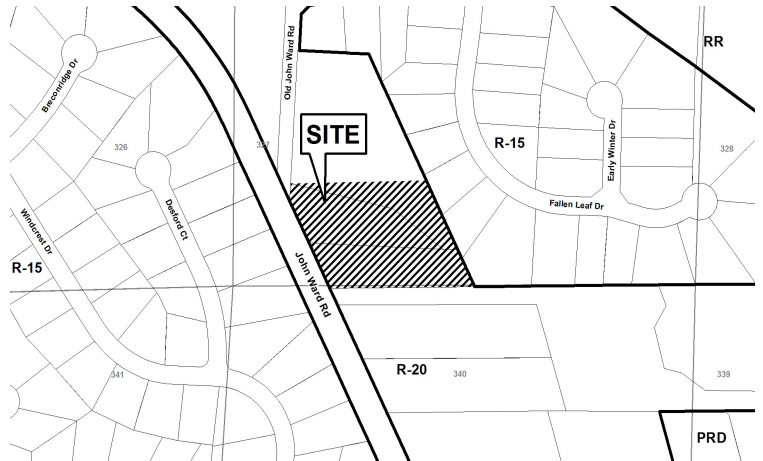 RR
Old John Ward Rd
Breconridge Dr
SITE
R-15
326
327
328
Early Winter Dr
Desford Ct
Fallen Leaf Dr
Windcrest Dr
R-15
John Ward Rd
R-20
341
340
339
PRD